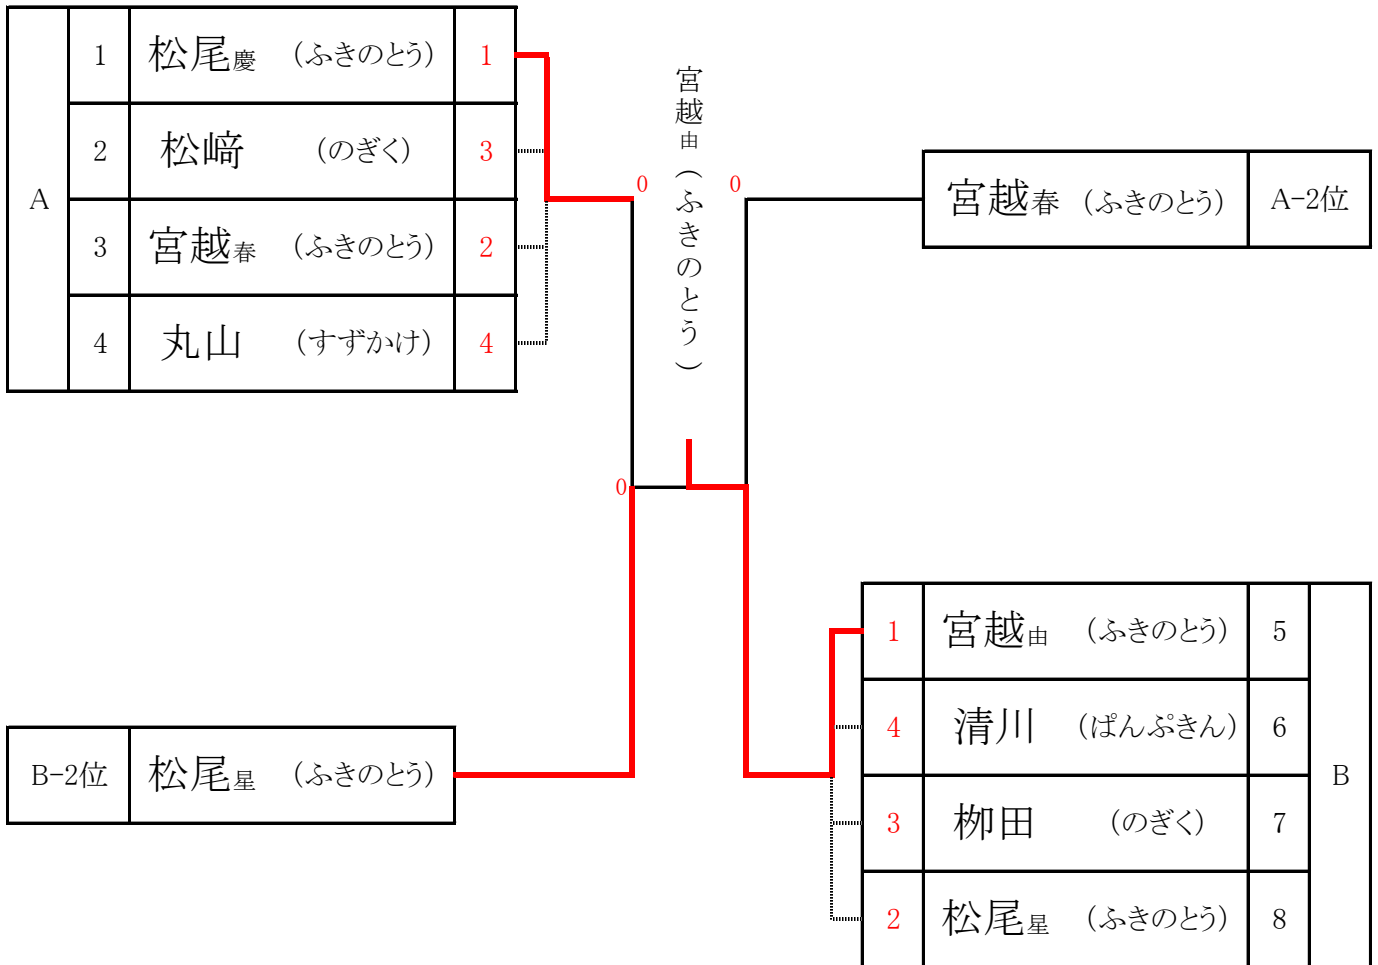 A
1 松尾慶 (ふきのとう) 1
2 松﨑 (のぎく) 3
3 宮越春 (ふきのとう) 2
4 丸山 (すずかけ) 4
0
宮越由(ふきのとう)
0
宮越春 (ふきのとう) A-2位
0
B-2位 松尾星 (ふきのとう)
1 宮越由 (ふきのとう) 5
4 清川 (ぱんぷきん) 6
3 栁田 (のぎく) 7
2 松尾星 (ふきのとう) 8
B